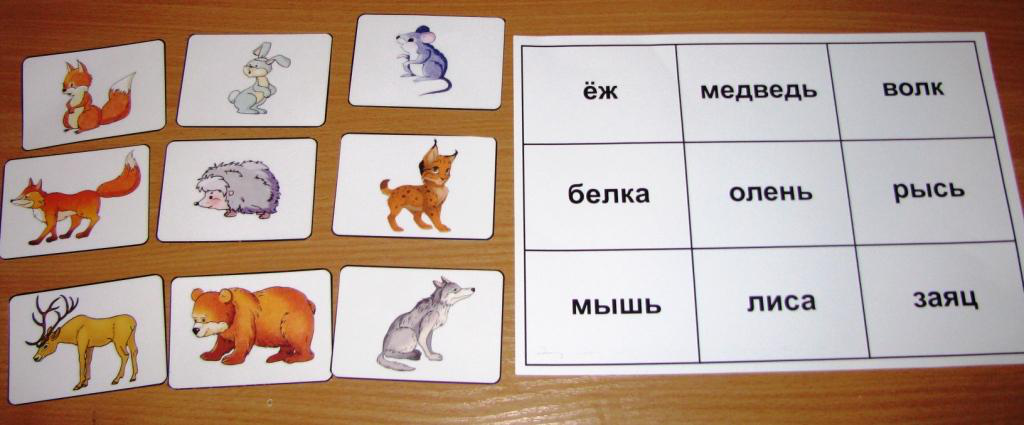 ёж медведь волк
белка олень рысь
мышь лиса заяц